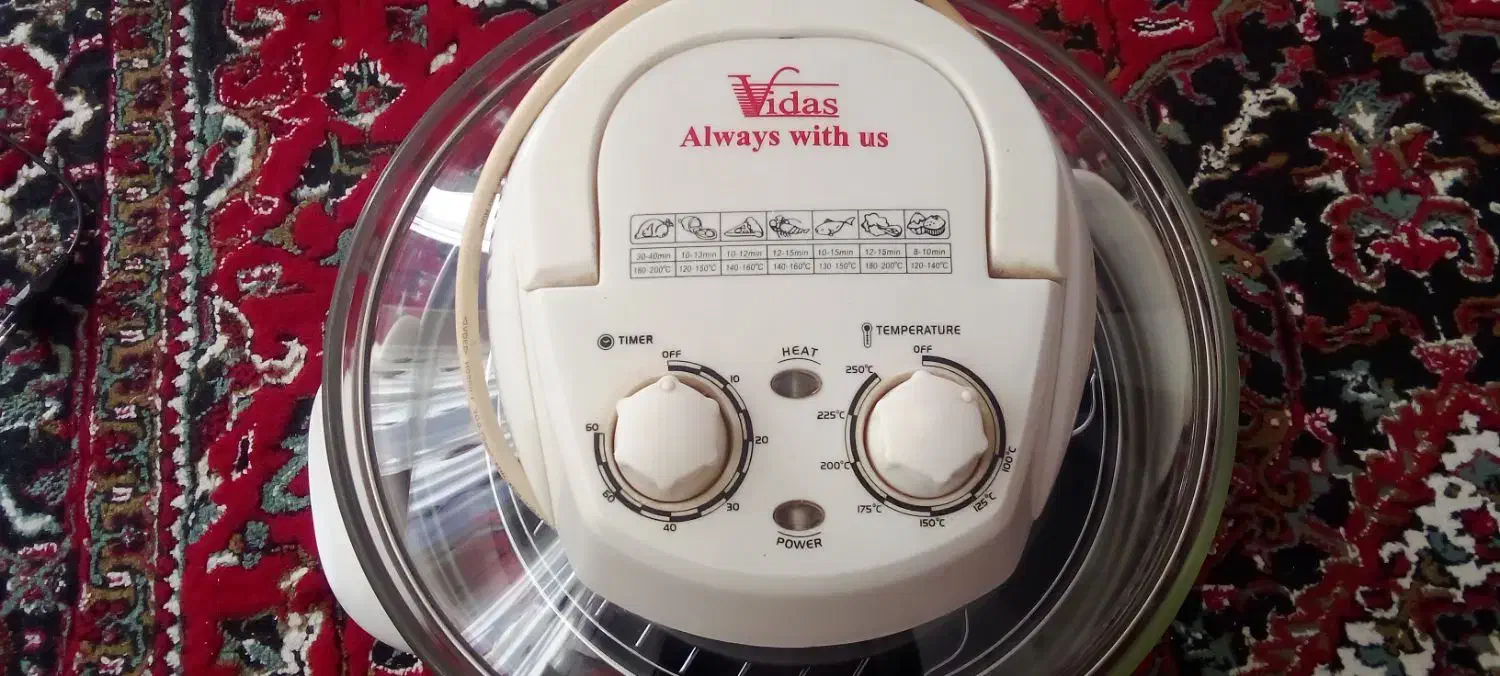 Vidas
Always with us
30-40min 10-13min 10-12min 12-15min 10-15min 12-15min 8-10min
180-200°C 120-150°C 140-160°C 140-160°C 130-150°C 180-200°C 120-140°C
TIMER
OFF
10
20
30
40
50
60
HEAT
POWER
TEMPERATURE
OFF
100°C
125°C
150°C
175°C
200°C
225°C
250°C